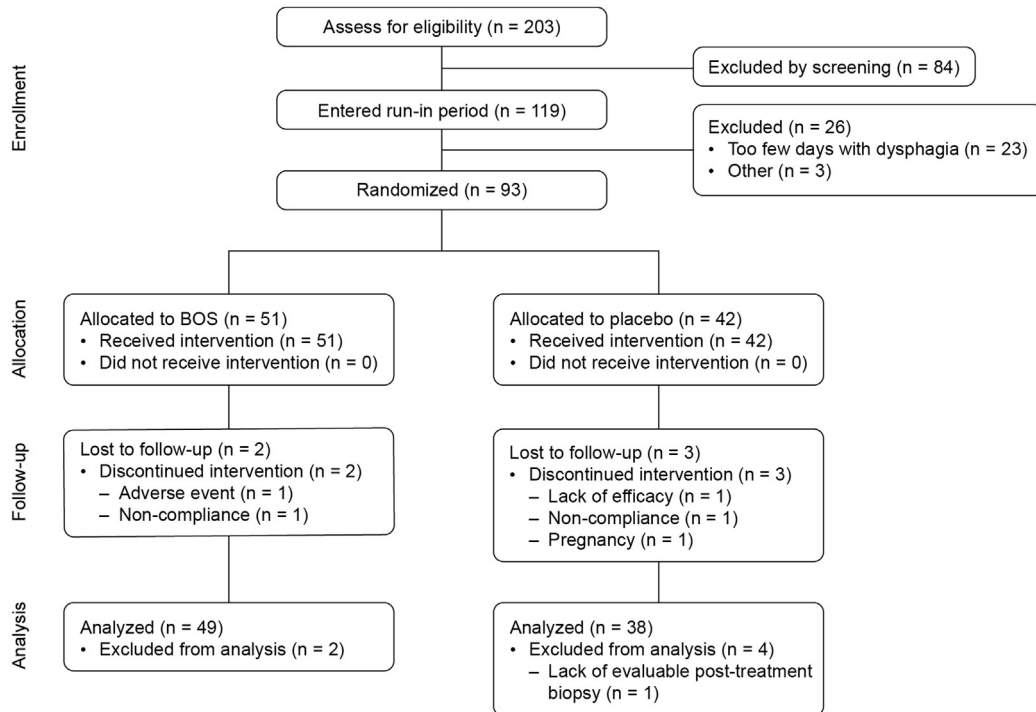 Enrollment
Assess for eligibility (n = 203)
Excluded by screening (n = 84)
Entered run-in period (n = 119)
Excluded (n = 26)
• Too few days with dysphagia (n = 23)
• Other (n = 3)
Randomized (n = 93)
Allocation
Allocated to BOS (n = 51)
• Received intervention (n = 51)
• Did not receive intervention (n = 0)
Allocated to placebo (n = 42)
• Received intervention (n = 42)
• Did not receive intervention (n = 0)
Follow-up
Lost to follow-up (n = 2)
• Discontinued intervention (n = 2)
– Adverse event (n = 1)
– Non-compliance (n = 1)
Lost to follow-up (n = 3)
• Discontinued intervention (n = 3)
– Lack of efficacy (n = 1)
– Non-compliance (n = 1)
– Pregnancy (n = 1)
Analysis
Analyzed (n = 49)
• Excluded from analysis (n = 2)
Analyzed (n = 38)
• Excluded from analysis (n = 4)
– Lack of evaluable post-treatment
biopsy (n = 1)